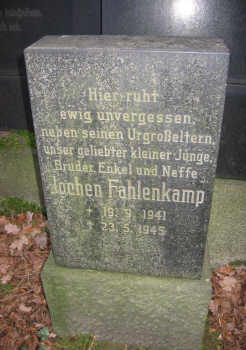 Hier ruht
ewig unvergessen,
neben seinen Urgroßeltern,
unser geliebter kleiner Junge,
Bruder, Enkel und Neffe
Jochen Fahlenkamp
† 19. 9. 1941
† 23. 5. 1945